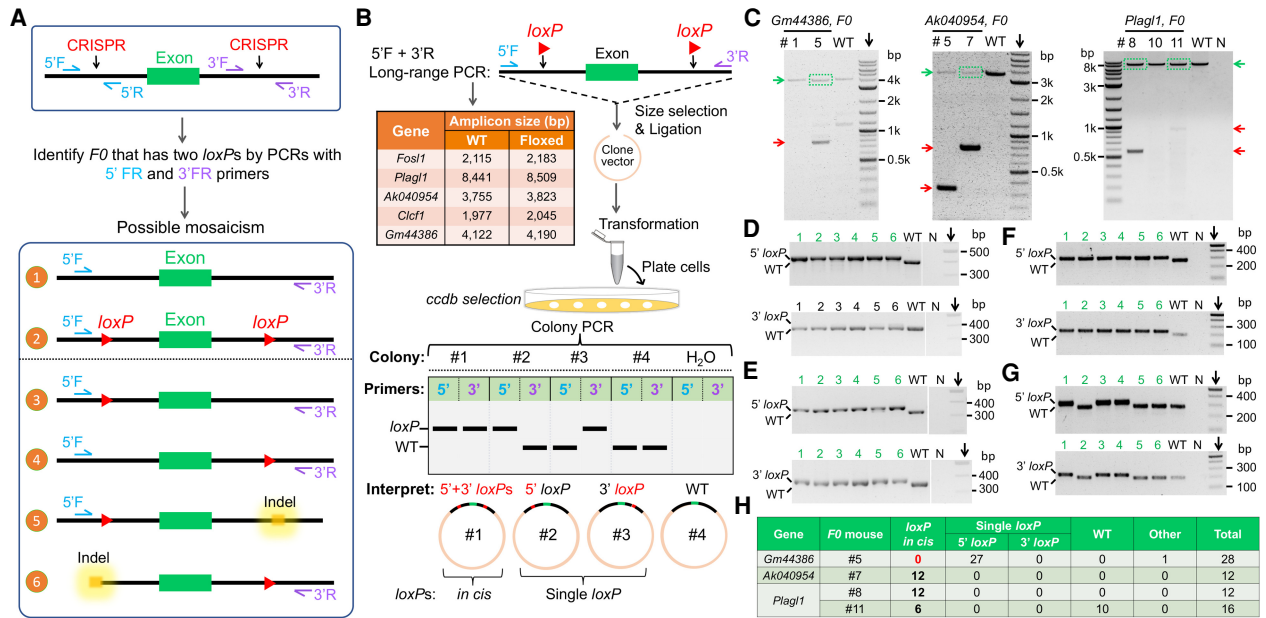 A
CRISPR CRISPR
5'F Exon 3'F
5'R 3'R
Identify F0 that has two loxPs by PCRs with
5' FR and 3'FR primers
Possible mosaicism
1 5'F Exon 3'R
2 5'F loxP Exon loxP 3'R
3 5'F 3'R
4 5'F 3'R
5 5'F Indel
6 Indel 3'R
B
loxP loxP
5'F + 3'R 5'F Exon 3'R
Long-range PCR:
Gene Amplicon size (bp)
WT Floxed
Fosl1 2,115 2,183
Plagl1 8,441 8,509
Ak040954 3,755 3,823
Clcf1 1,977 2,045
Gm44386 4,122 4,190
Size selection
& Ligation
Clone
vector
Transformation
Plate cells
ccdb selection
Colony PCR
Colony: #1 #2 #3 #4 H2O
Primers: 5' 3' 5' 3' 5' 3' 5' 3' 5' 3'
loxP
WT
Interpret: 5'+3' loxPs 5' loxP 3' loxP WT
#1 #2 #3 #4
loxPs: in cis Single loxP
C
Gm44386, F0
# 1 5 WT
bp
4k
2k
1k
0.5k
Ak040954, F0
# 5 7 WT
bp
3k
2k
1k
0.5k
Plagl1, F0
# 8 10 11 WT N
bp
8k
3k
1k
0.5k
D
1 2 3 4 5 6 WT N bp
5' loxP
WT
500
300
1 2 3 4 5 6 WT N bp
3' loxP
WT
400
300
E
1 2 3 4 5 6 WT N bp
5' loxP
WT
400
300
1 2 3 4 5 6 WT N bp
3' loxP
WT
400
300
F
1 2 3 4 5 6 WT N bp
5' loxP
WT
400
200
1 2 3 4 5 6 WT N bp
3' loxP
WT
300
100
G
1 2 3 4 5 6 WT N bp
5' loxP
WT
400
200
1 2 3 4 5 6 WT N bp
3' loxP
WT
300
100
H
Gene F0 mouse loxP in cis Single loxP WT Other Total
5' loxP 3' loxP
Gm44386 #5 0 27 0 0 1 28
Ak040954 #7 12 0 0 0 0 12
Plagl1 #8 12 0 0 0 0 12
#11 6 0 0 10 0 16